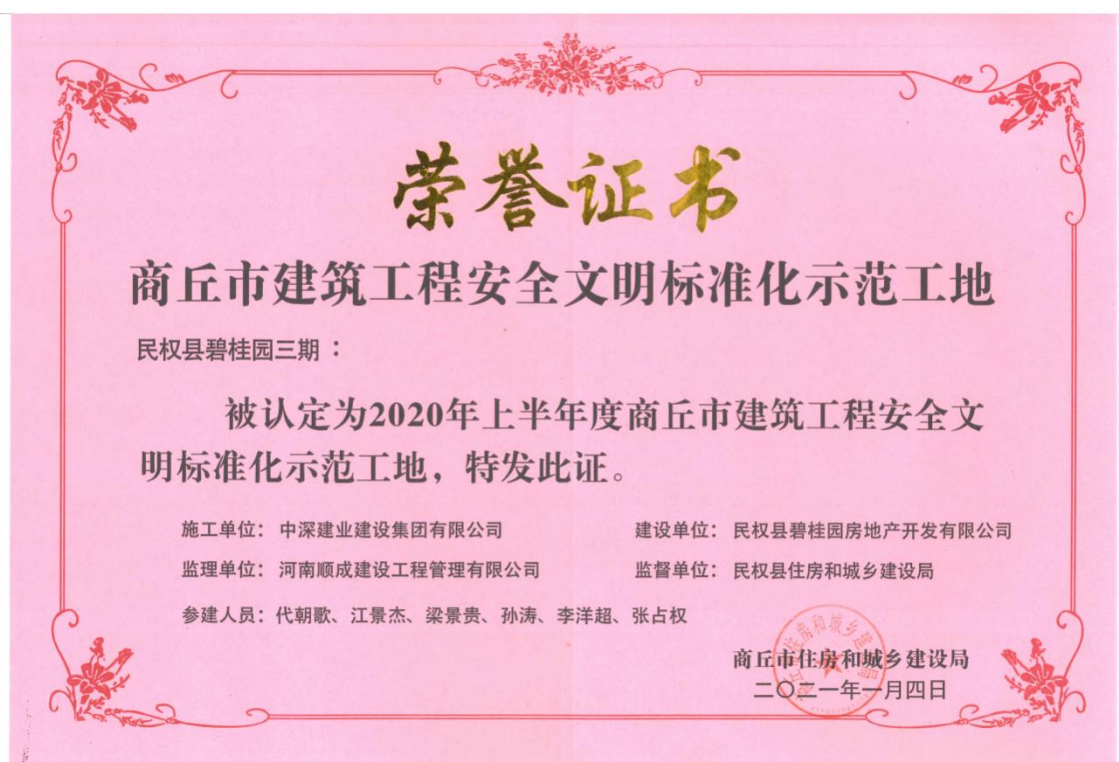 荣誉证书
商丘市建筑工程安全文明标准化示范工地
民权县碧桂园三期：
被认定为2020年上半年度商丘市建筑工程安全文
明标准化示范工地，特发此证。
施工单位：中深建业建设集团有限公司
建设单位：民权县碧桂园房地产开发有限公司
监理单位：河南顺成建设工程管理有限公司
监督单位：民权县住房和城乡建设局
参建人员：代朝歌、江景杰、梁景贵、孙涛、李洋超、张占权
商丘市住房和城乡建设局
二〇二一年一月四日